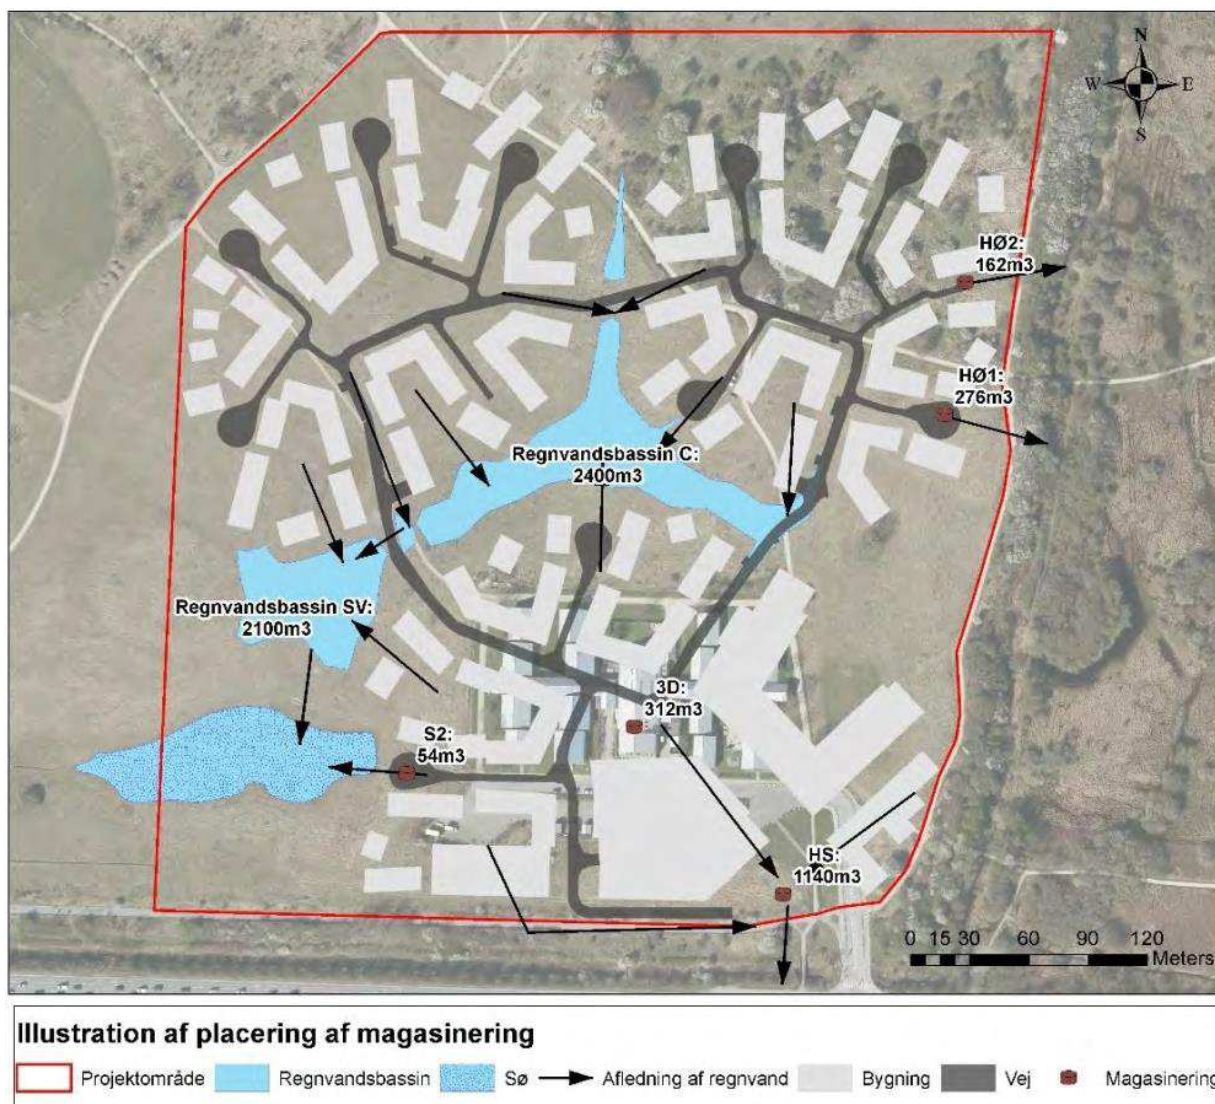 N
W E
S
HØ2:
162m3
HØ1:
276m3
Regnvandsbassin C:
2400m3
Regnvandsbassin SV:
2100m3
3D:
312m3
S2:
54m3
HS:
1140m3
0 15 30 60 90 120
Meters
Illustration af placering af magasinering
Projektområde Regnvandsbassin Sø Afledning af regnvand Bygning Vej Magasinering